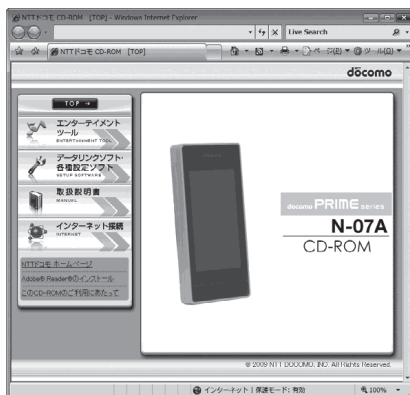 NTTドコモ CD-ROM [TOP] - Windows Internet Explorer
Live Search
NTTドコモ CD-ROM [TOP]
ページ(P) ツール(O)
döcomo
TOP
エンターテイメント
ツール
ENTERTAINMENT TOOL
データリンクソフト・
各種設定ソフト
SETUP SOFTWARE
取扱説明書
MANUAL
インターネット接続
INTERNET
NTTドコモ ホームページ
Adobe® Reader®のインストール
このCD-ROMのご利用にあたって
docomo PRIME series
N-07A
CD-ROM
© 2009 NTT DOCOMO, INC. All Rights Reserved.
インターネット | 保護モード: 有効
100%